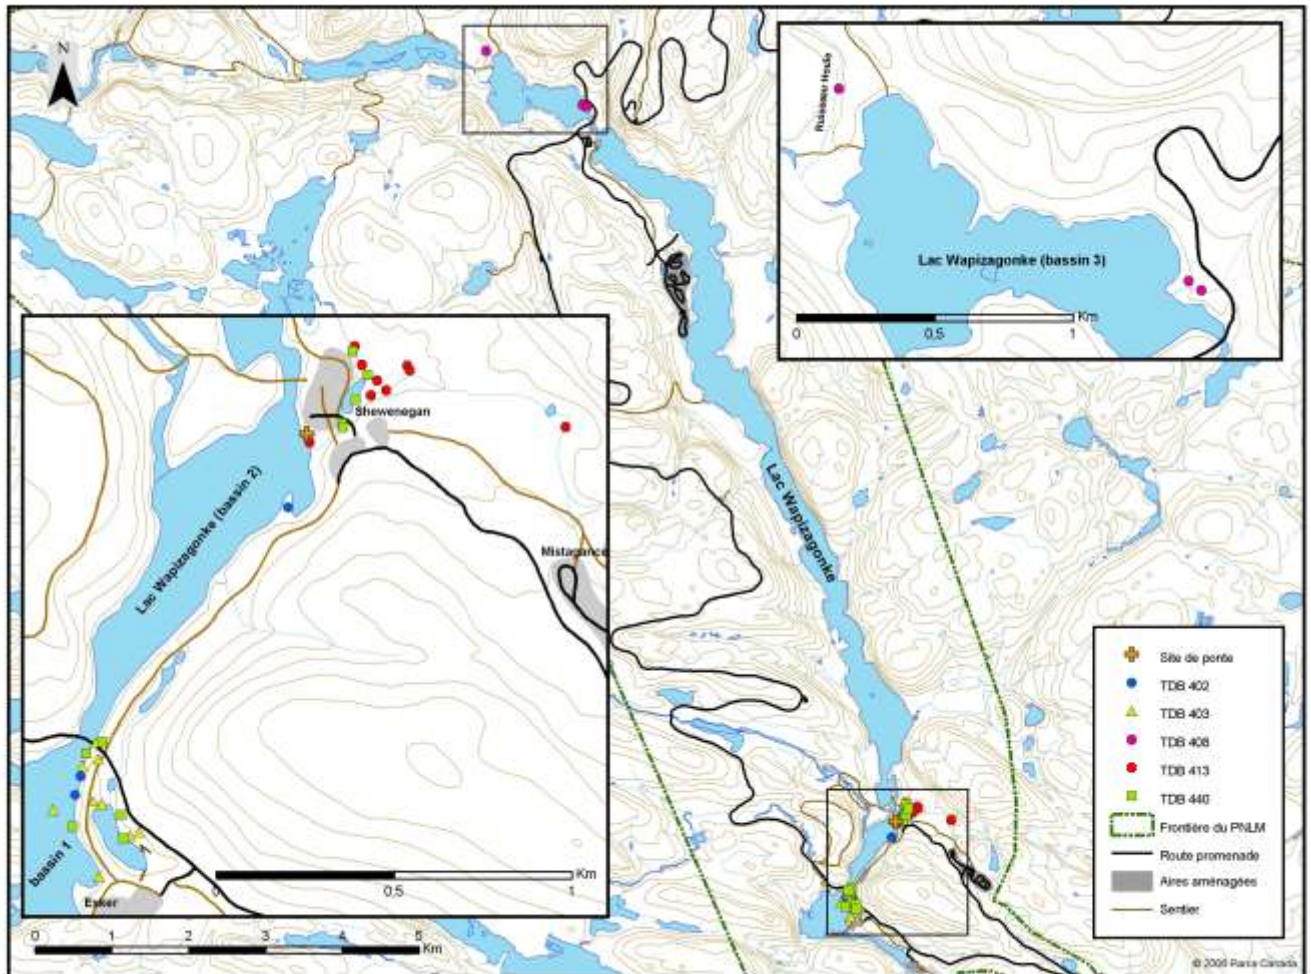 N
Ruisseau Houle
Lac Wapizagonke (bassin 3)
Km
0
0,5
1
Shewenegan
Lac Wapizagonke (bassin 2)
Mistagance
bassin 1
Esker
Km
0
0,5
1
Lac Wapizagonke
0 1 2 3 4 5
Km
Site de ponte
TDB 402
TDB 403
TDB 408
TDB 413
TDB 440
Frontière du PNLM
Route promenade
Aires aménagées
Sentier
© 2006 Parcs Canada